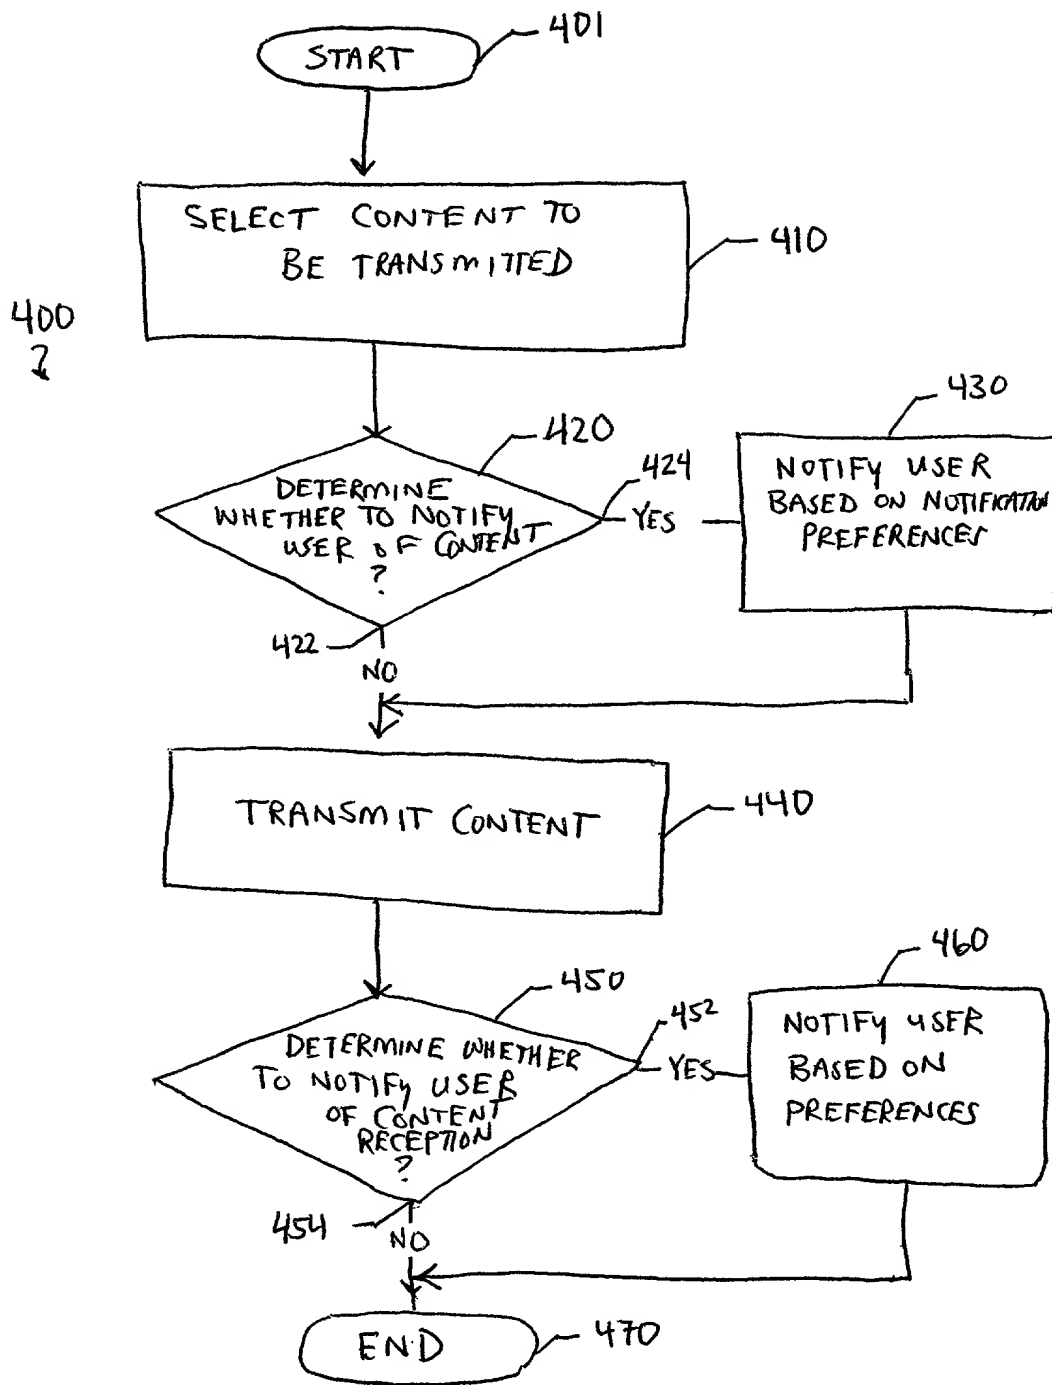 401
START
SELECT CONTENT TO
BE TRANSMITTED
410
400
420
DETERMINE
WHETHER TO NOTIFY
USER OF CONTENT
?
424
YES
430
NOTIFY USER
BASED ON NOTIFICATION
PREFERENCES
422
NO
TRANSMIT CONTENT
440
450
DETERMINE WHETHER
TO NOTIFY USER
OF CONTENT
RECEPTION
?
452
YES
460
NOTIFY USER
BASED ON
PREFERENCES
454
NO
END
470